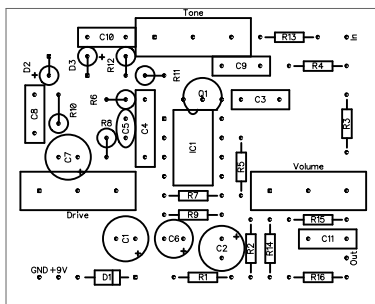 Tone
C10
R13
In
D2
D3
R12
R11
C9
R4
C8
R10
R6
C5
C4
Q1
C3
R3
R8
IC1
C7
R5
Volume
R7
Drive
R9
R15
C1
C6
C2
R2
R14
C11
Out
GND +9V
D1
R1
R16